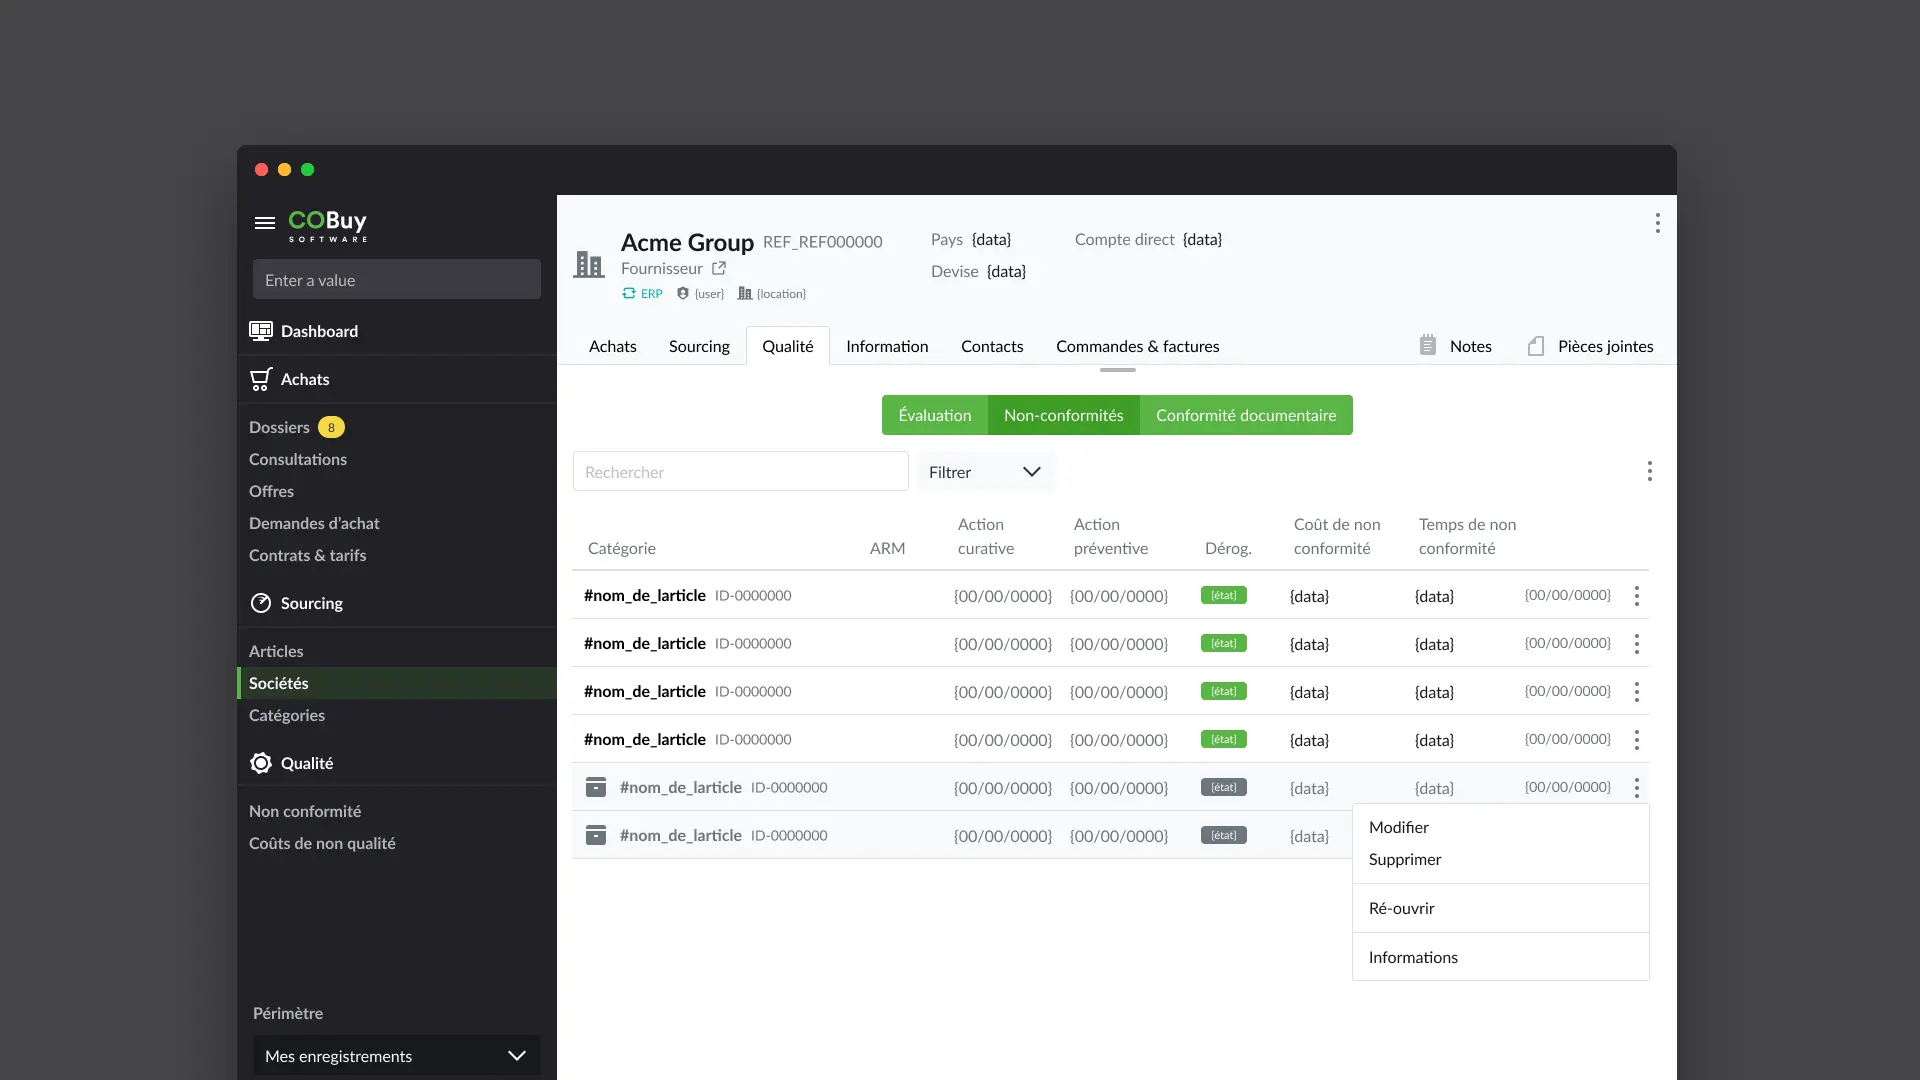 COBuy
SOFTWARE
Enter a value
Dashboard
Achats
Dossiers 8
Consultations
Offres
Demandes d'achat
Contrats & tarifs
Sourcing
Articles
Sociétés
Catégories
Qualité
Non conformité
Coûts de non qualité
Périmètre
Mes enregistrements
Acme Group REF_REF000000
Fournisseur
ERP {user} {location}
Pays {data} Compte direct {data}
Devise {data}
Achats Sourcing Qualité Information Contacts Commandes & factures Notes Pièces jointes
Évaluation Non-conformités Conformité documentaire
Rechercher Filtrer
Catégorie ARM Action curative Action préventive Dérog. Coût de non conformité Temps de non conformité
#nom_de_larticle ID-0000000 {00/00/0000} {00/00/0000} {état} {data} {data} {00/00/0000}
#nom_de_larticle ID-0000000 {00/00/0000} {00/00/0000} {état} {data} {data} {00/00/0000}
#nom_de_larticle ID-0000000 {00/00/0000} {00/00/0000} {état} {data} {data} {00/00/0000}
#nom_de_larticle ID-0000000 {00/00/0000} {00/00/0000} {état} {data} {data} {00/00/0000}
#nom_de_larticle ID-0000000 {00/00/0000} {00/00/0000} {état} {data} {data} {00/00/0000}
#nom_de_larticle ID-0000000 {00/00/0000} {00/00/0000} {état} {data}
Modifier
Supprimer
Ré-ouvrir
Informations